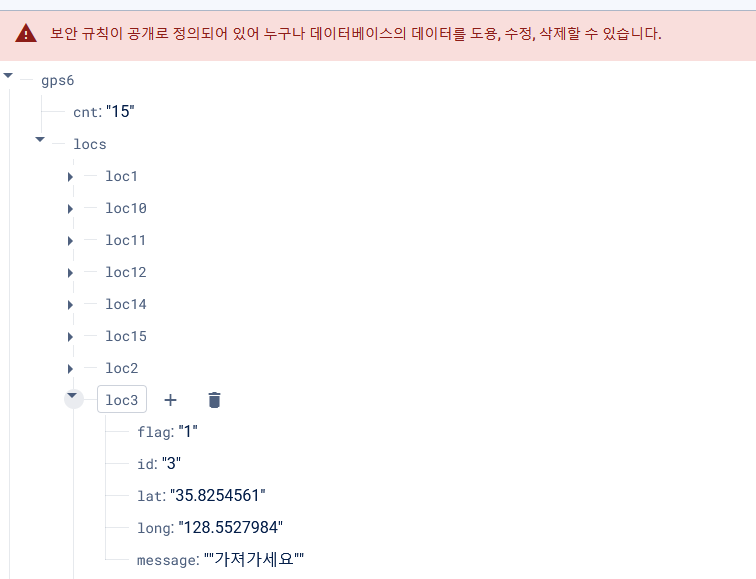 보안 규칙이 공개로 정의되어 있어 누구나 데이터베이스의 데이터를 도용, 수정, 삭제할 수 있습니다.
gps6
cnt: "15"
locs
loc1
loc10
loc11
loc12
loc14
loc15
loc2
loc3
flag: "1"
id: "3"
lat: "35.8254561"
long: "128.5527984"
message: ""가져가세요""